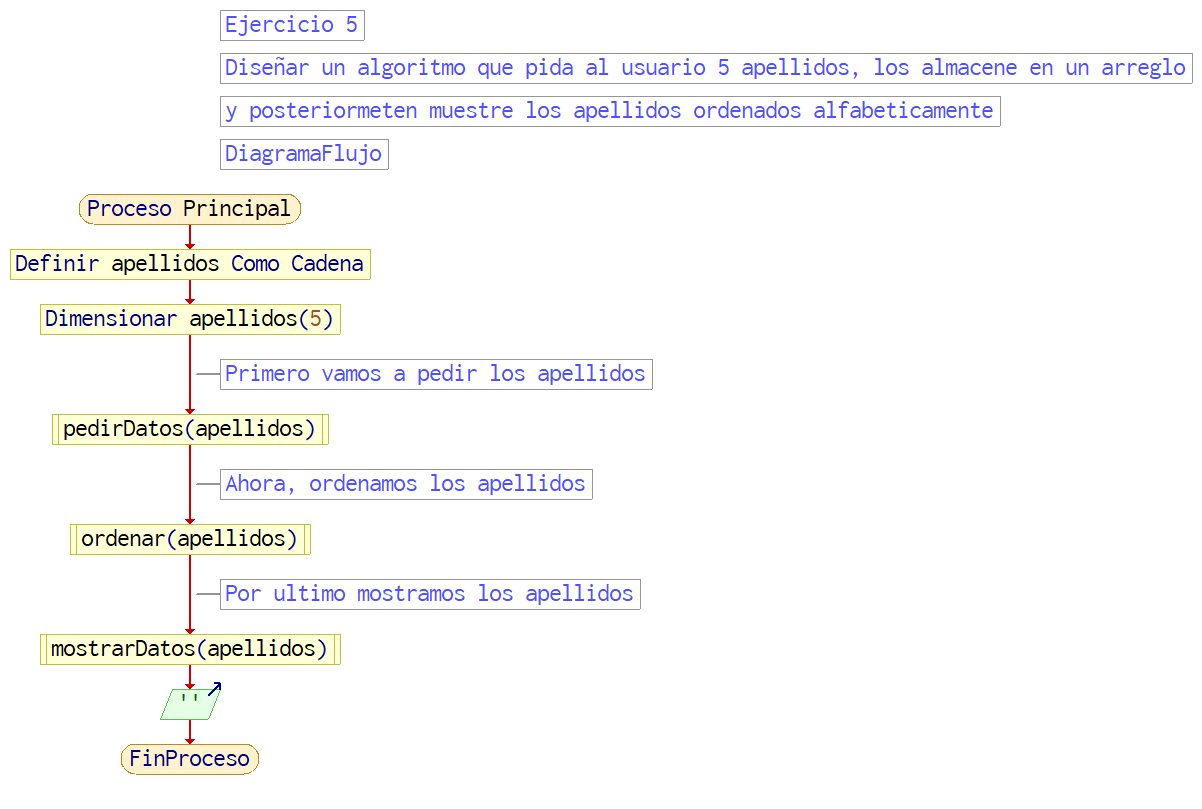 Ejercicio 5
Diseñar un algoritmo que pida al usuario 5 apellidos, los almacene en un arreglo
y posteriormeten muestre los apellidos ordenados alfabeticamente
DiagramaFlujo
Proceso Principal
Definir apellidos Como Cadena
Dimensionar apellidos(5)
Primero vamos a pedir los apellidos
pedirDatos(apellidos)
Ahora, ordenamos los apellidos
ordenar(apellidos)
Por ultimo mostramos los apellidos
mostrarDatos(apellidos)
''
FinProceso